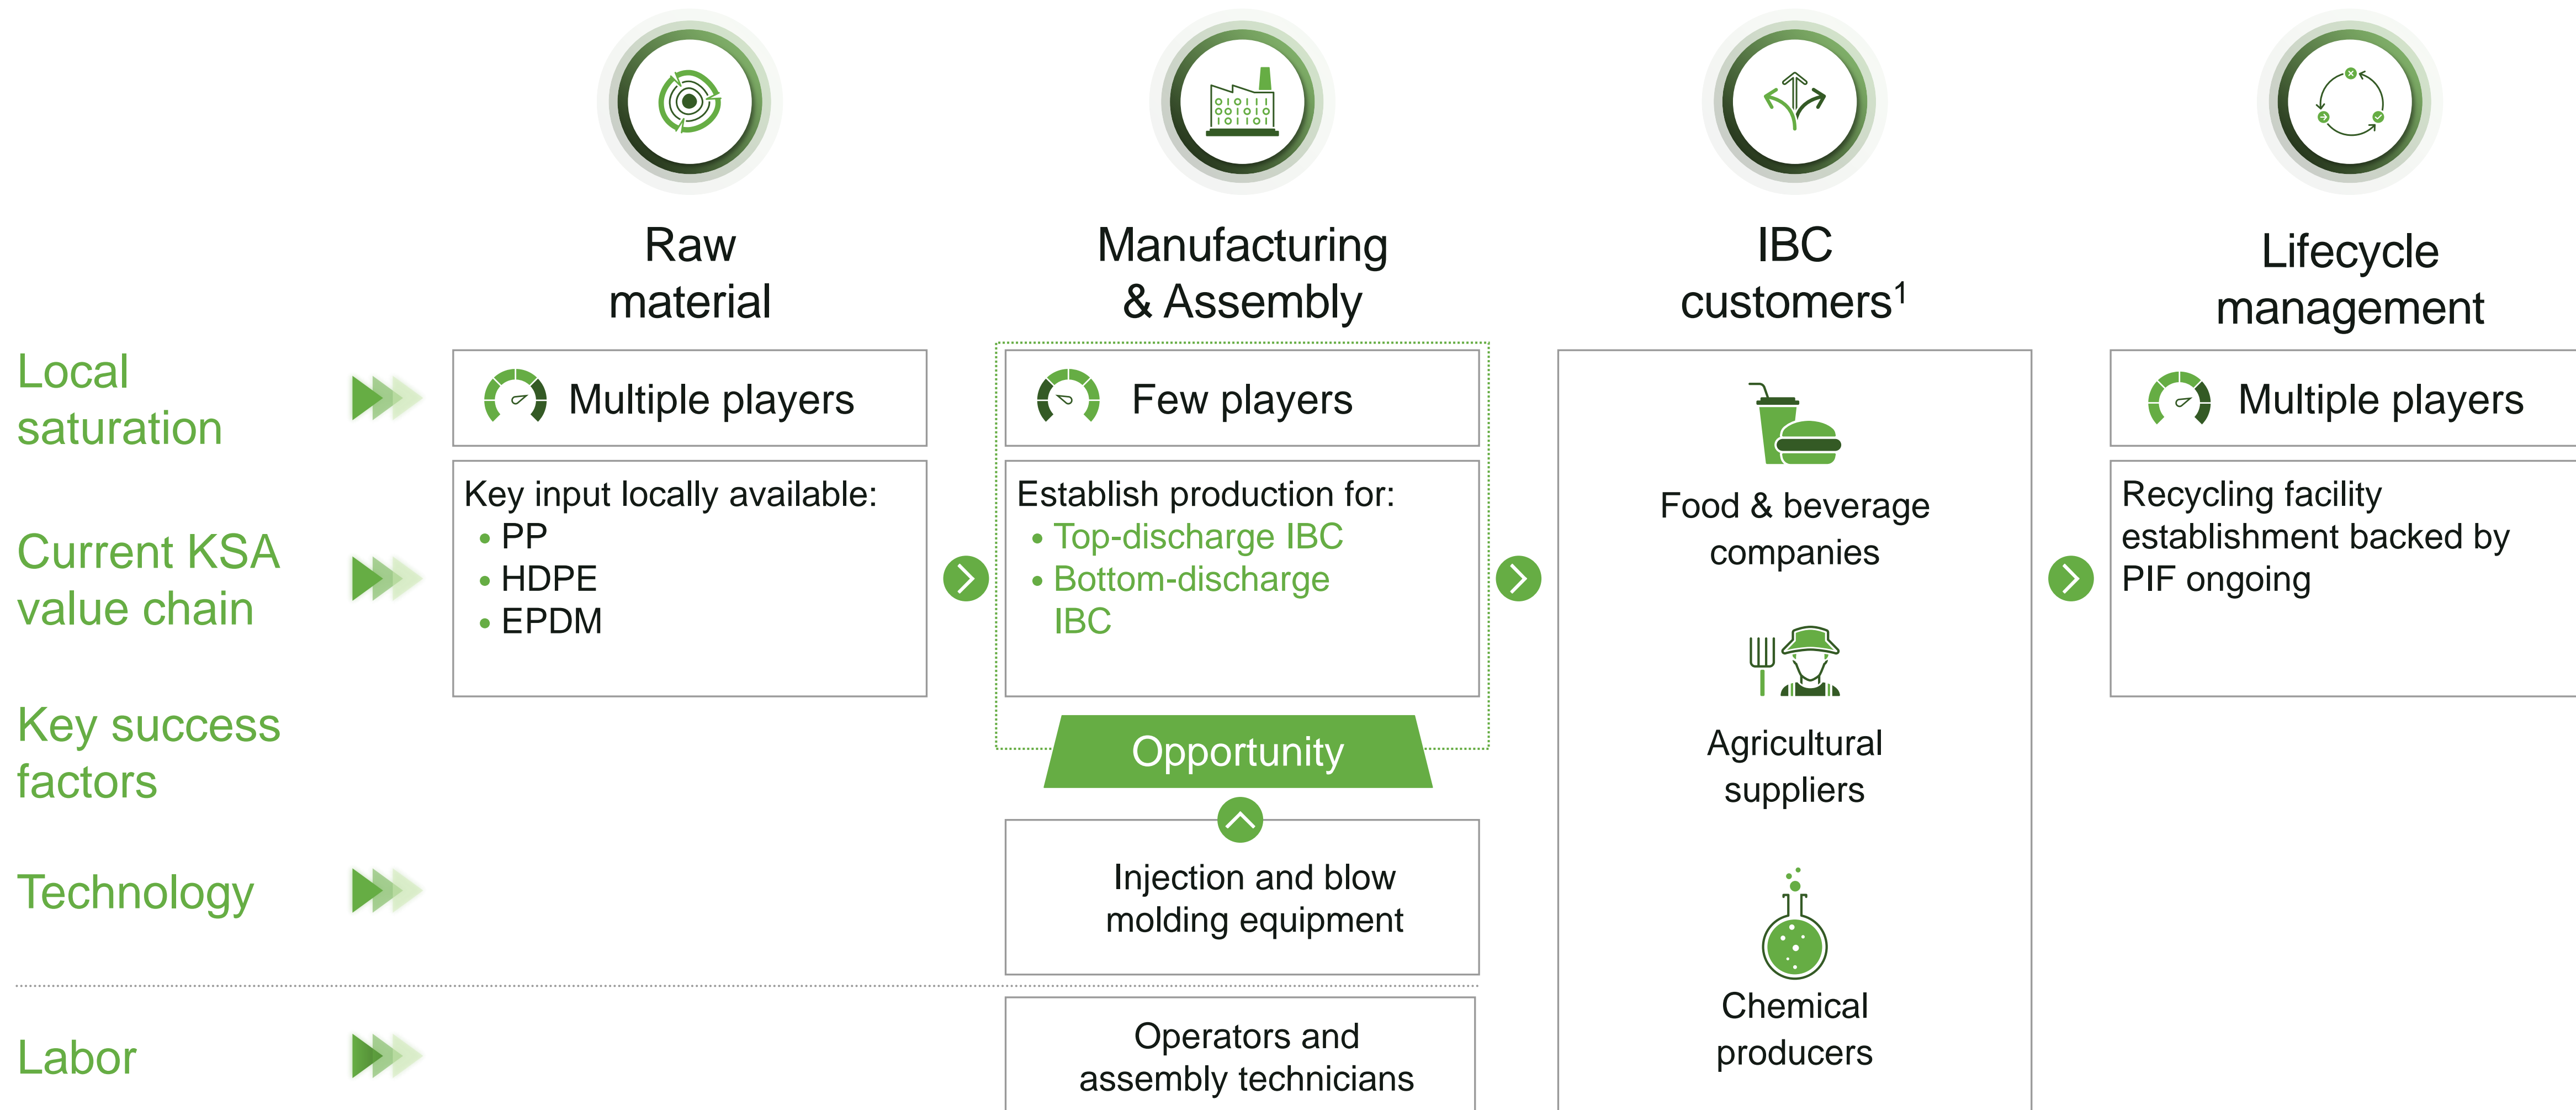 Raw
material
Manufacturing
& Assembly
IBC
customers¹
Lifecycle
management
Local
saturation
Multiple players
Few players
Multiple players
Current KSA
value chain
Key input locally available:
• PP
• HDPE
• EPDM
Establish production for:
• Top-discharge IBC
• Bottom-discharge
IBC
Food & beverage
companies
Agricultural
suppliers
Chemical
producers
Recycling facility
establishment backed by
PIF ongoing
Key success
factors
Opportunity
Technology
Injection and blow
molding equipment
Labor
Operators and
assembly technicians